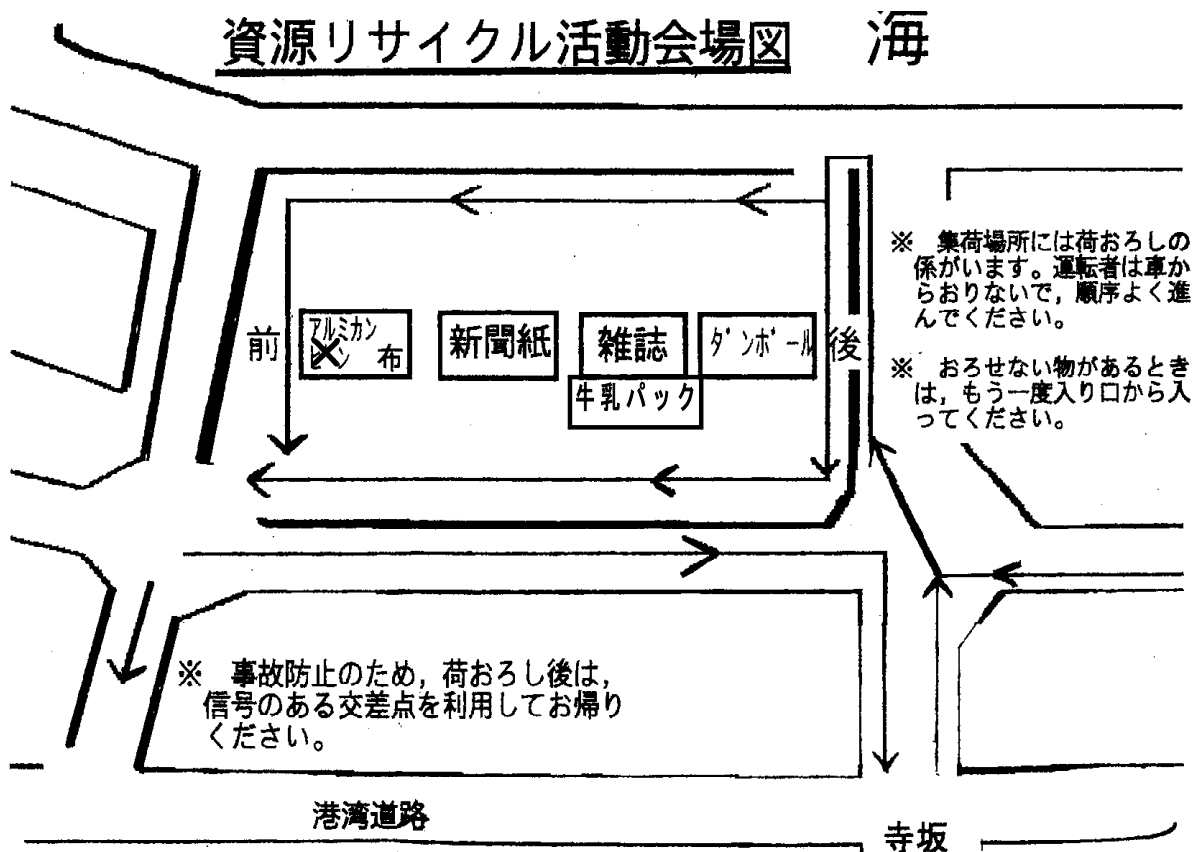 資源リサイクル活動会場図
海
※ 集荷場所には荷おろしの
係がいます。運転者は車か
らおりないで,順序よく進
んでください。
※ おろせない物があるとき
は,もう一度入り口から入
ってください。
前
アルミカン
ビン 布
新聞紙
雑誌
ダンボール
後
牛乳パック
※ 事故防止のため,荷おろし後は,
信号のある交差点を利用してお帰り
ください。
港湾道路
寺坂